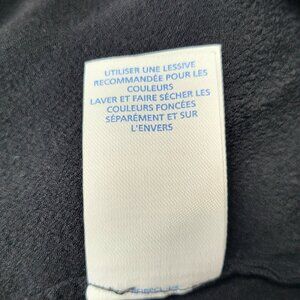 UTILISER UNE LESSIVE
RECOMMANDÉE POUR LES
COULEURS
LAVER ET FAIRE SÉCHER LES
COULEURS FONCÉES
SÉPARÉMENT ET SUR
L'ENVERS